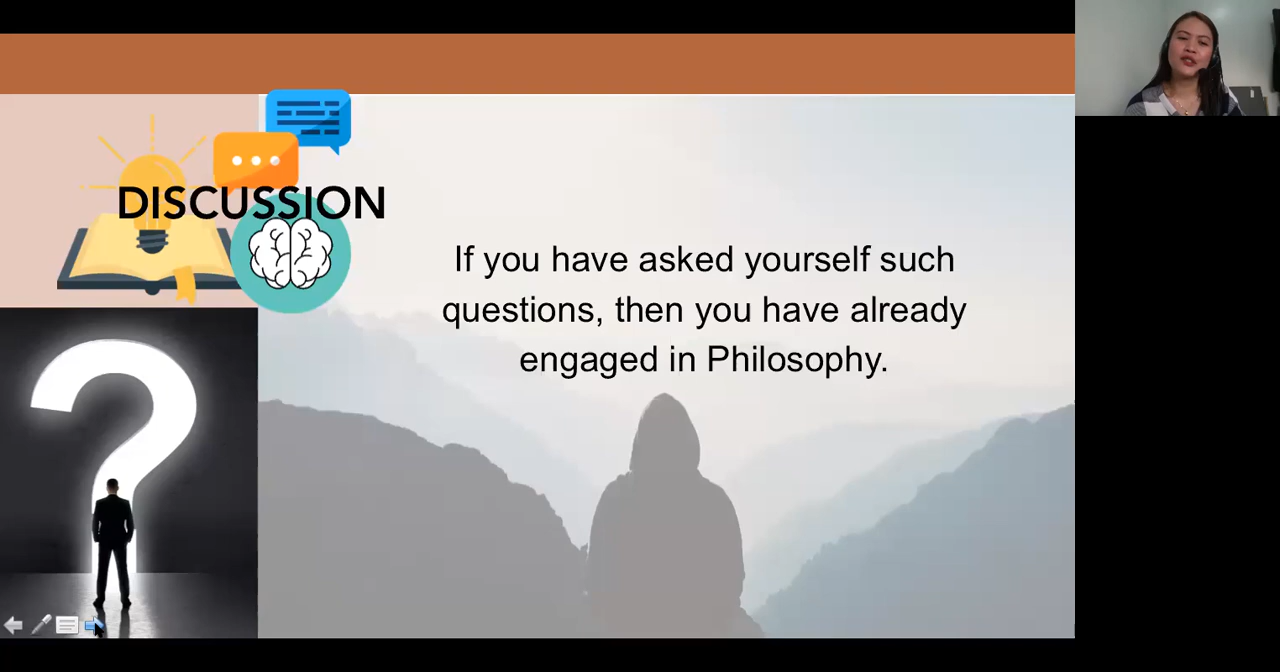 DISCUSSION
If you have asked yourself such
questions, then you have already
engaged in Philosophy.